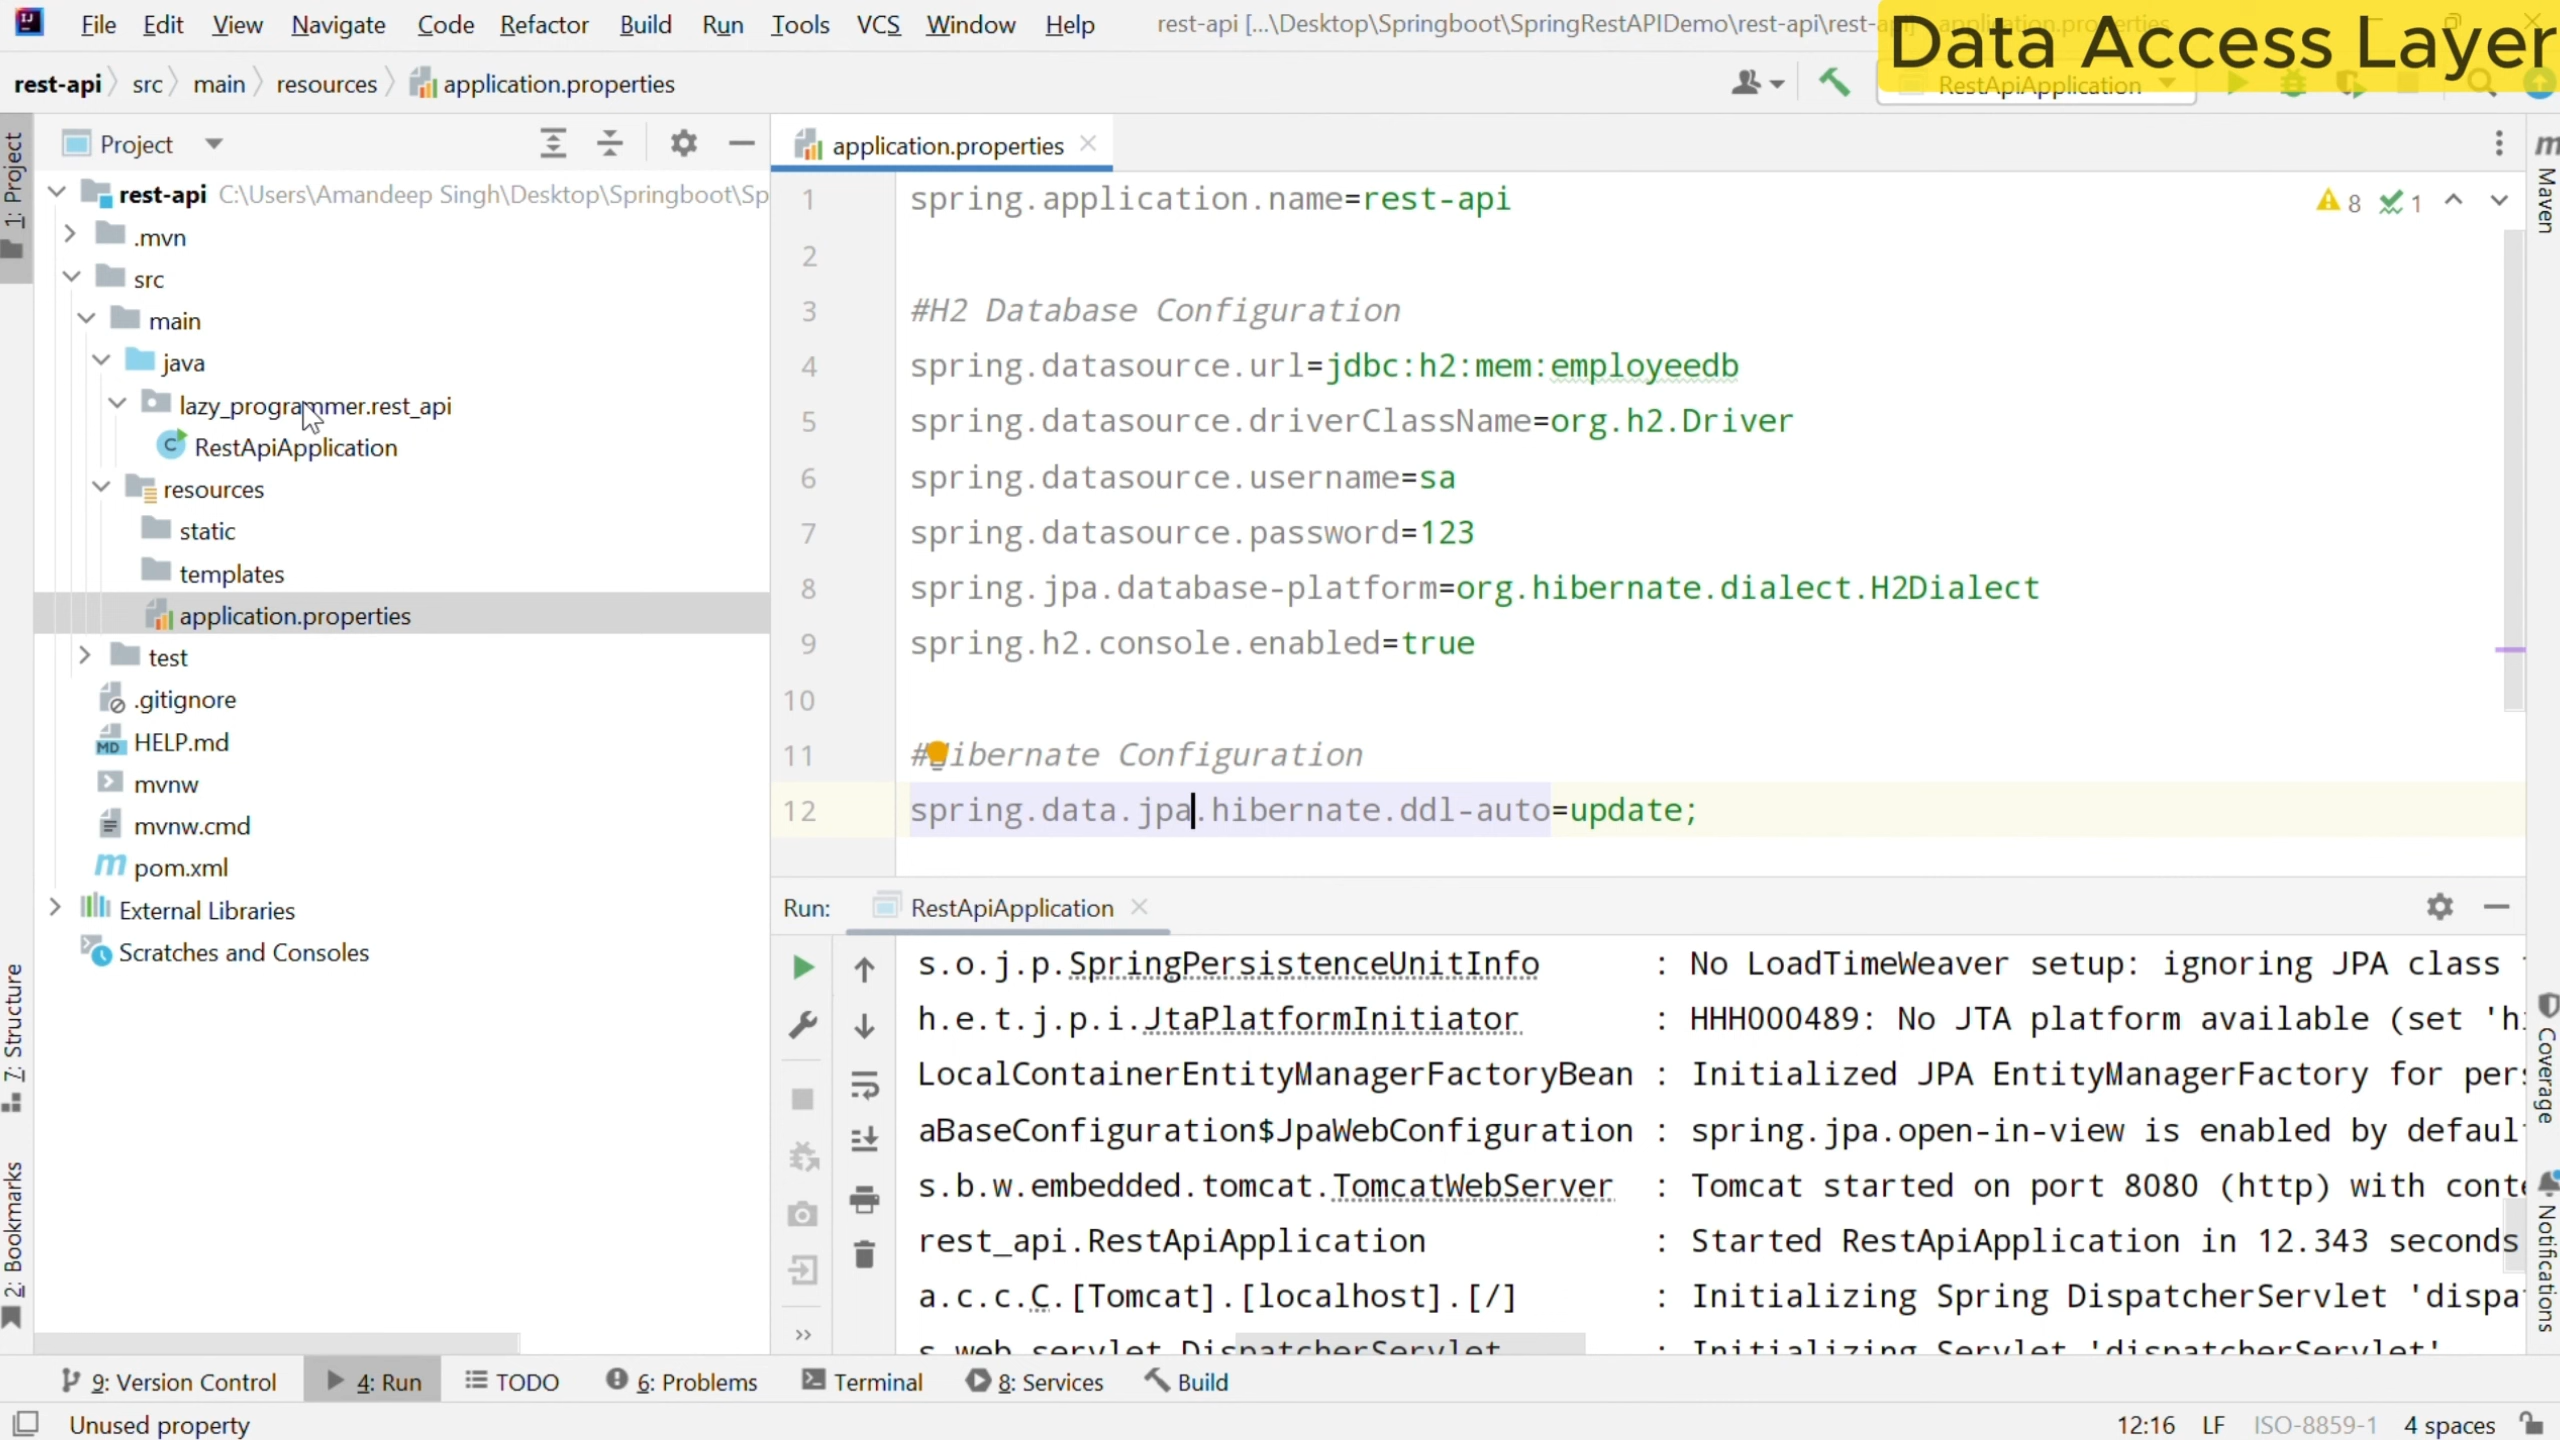 File Edit View Navigate Code Refactor Build Run Tools VCS Window Help rest-api [...\Desktop\Springboot\SpringRestAPIDemo\rest-api\rest-api] application.properties
Data Access Layer
rest-api src main resources application.properties RestApiApplication
1: Project
Project
application.properties
Maven
rest-api C:\Users\Amandeep Singh\Desktop\Springboot\Sp
.mvn
src
main
java
lazy_programmer.rest_api
RestApiApplication
resources
static
templates
application.properties
test
.gitignore
HELP.md
mvnw
mvnw.cmd
pom.xml
External Libraries
Scratches and Consoles
7: Structure
2: Bookmarks
1 spring.application.name=rest-api
8 1
2
3 #H2 Database Configuration
4 spring.datasource.url=jdbc:h2:mem:employeedb
5 spring.datasource.driverClassName=org.h2.Driver
6 spring.datasource.username=sa
7 spring.datasource.password=123
8 spring.jpa.database-platform=org.hibernate.dialect.H2Dialect
9 spring.h2.console.enabled=true
10
11 #Hibernate Configuration
12 spring.data.jpa.hibernate.ddl-auto=update;
Run: RestApiApplication
s.o.j.p.SpringPersistenceUnitInfo : No LoadTimeWeaver setup: ignoring JPA class
h.e.t.j.p.i.JtaPlatformInitiator : HHH000489: No JTA platform available (set 'h
LocalContainerEntityManagerFactoryBean : Initialized JPA EntityManagerFactory for per
aBaseConfiguration$JpaWebConfiguration : spring.jpa.open-in-view is enabled by defaul
s.b.w.embedded.tomcat.TomcatWebServer : Tomcat started on port 8080 (http) with cont
rest_api.RestApiApplication : Started RestApiApplication in 12.343 seconds
a.c.c.C.[Tomcat].[localhost].[/] : Initializing Spring DispatcherServlet 'dispa
s.web.servlet.DispatcherServlet : Initializing Servlet 'dispatcherServlet'
Coverage
Notifications
9: Version Control 4: Run TODO 6: Problems Terminal 8: Services Build
Unused property 12:16 LF ISO-8859-1 4 spaces